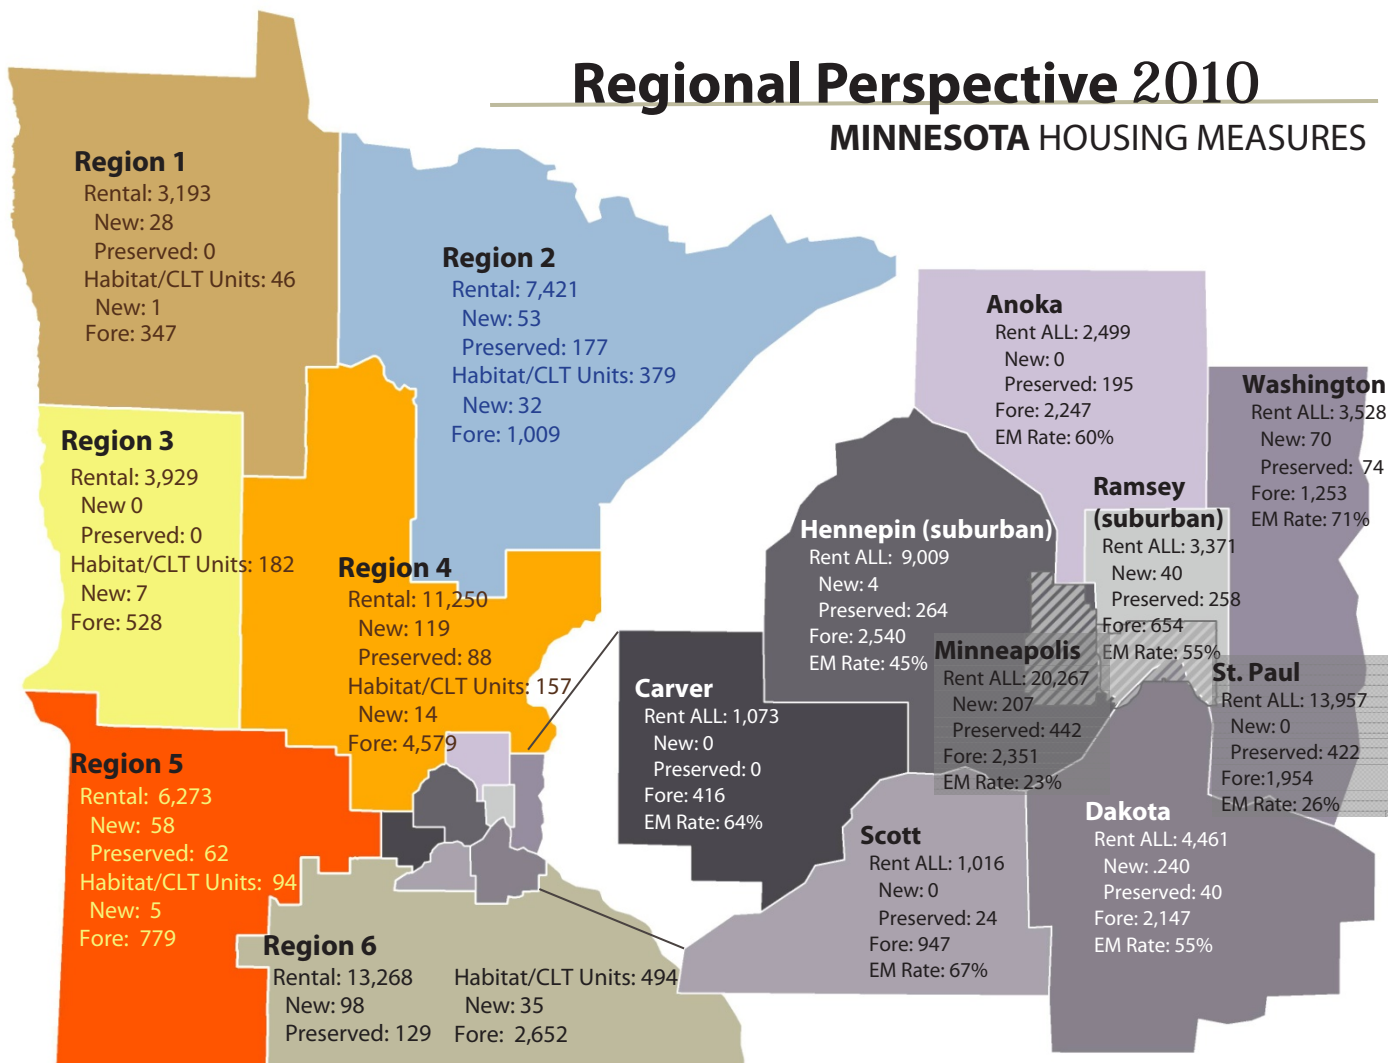 Regional Perspective 2010
MINNESOTA HOUSING MEASURES
Region 1
Rental: 3,193
New: 28
Preserved: 0
Habitat/CLT Units: 46
New: 1
Fore: 347
Region 2
Rental: 7,421
New: 53
Preserved: 177
Habitat/CLT Units: 379
New: 32
Fore: 1,009
Region 3
Rental: 3,929
New 0
Preserved: 0
Habitat/CLT Units: 182
New: 7
Fore: 528
Region 4
Rental: 11,250
New: 119
Preserved: 88
Habitat/CLT Units: 157
New: 14
Fore: 4,579
Region 5
Rental: 6,273
New: 58
Preserved: 62
Habitat/CLT Units: 94
New: 5
Fore: 779
Region 6
Rental: 13,268
New: 98
Preserved: 129
Habitat/CLT Units: 494
New: 35
Fore: 2,652
Anoka
Rent ALL: 2,499
New: 0
Preserved: 195
Fore: 2,247
EM Rate: 60%
Washington
Rent ALL: 3,528
New: 70
Preserved: 74
Fore: 1,253
EM Rate: 71%
Ramsey
(suburban)
Rent ALL: 3,371
New: 40
Preserved: 258
Fore: 654
EM Rate: 55%
Hennepin (suburban)
Rent ALL: 9,009
New: 4
Preserved: 264
Fore: 2,540
EM Rate: 45%
Minneapolis
Rent ALL: 20,267
New: 207
Preserved: 442
Fore: 2,351
EM Rate: 23%
St. Paul
Rent ALL: 13,957
New: 0
Preserved: 422
Fore:1,954
EM Rate: 26%
Carver
Rent ALL: 1,073
New: 0
Preserved: 0
Fore: 416
EM Rate: 64%
Scott
Rent ALL: 1,016
New: 0
Preserved: 24
Fore: 947
EM Rate: 67%
Dakota
Rent ALL: 4,461
New: .240
Preserved: 40
Fore: 2,147
EM Rate: 55%